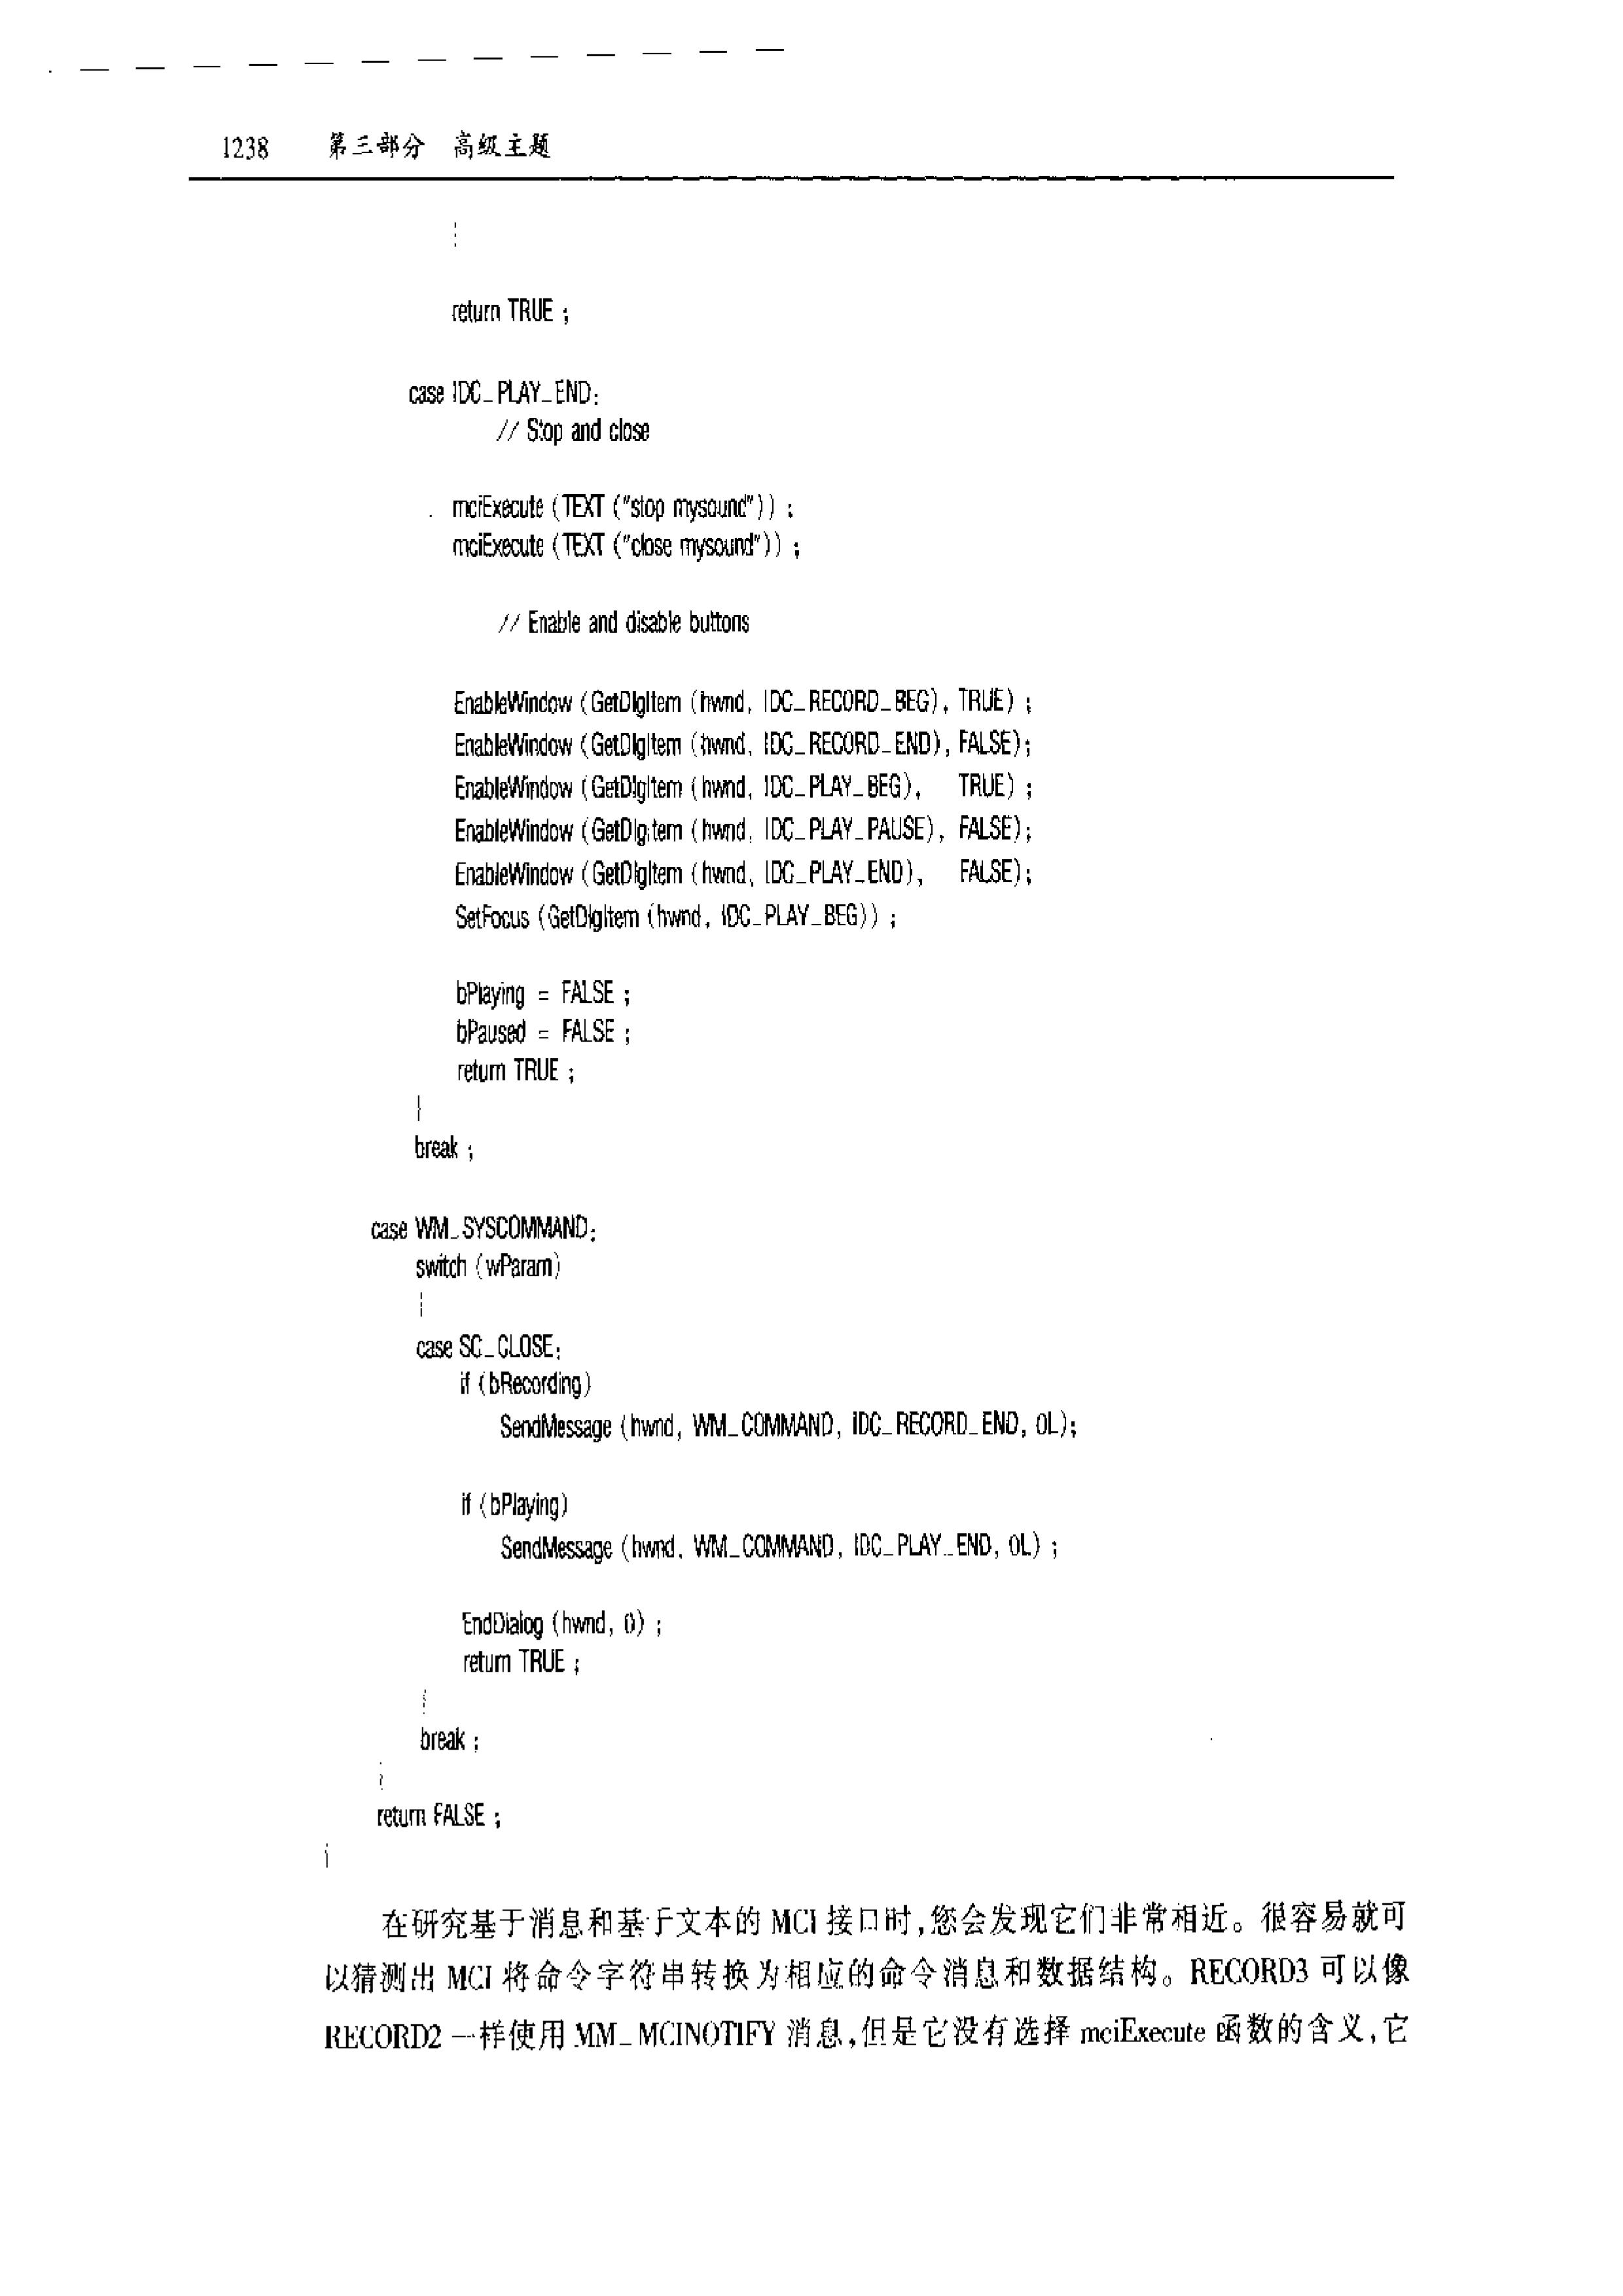 1238 第三部分 高级主题
}
return TRUE ;
case IDC_PLAY_END:
// Stop and close
mciExecute (TEXT ("stop mysound")) ;
mciExecute (TEXT ("close mysound")) ;
// Enable and disable buttons
EnableWindow (GetDlgItem (hwnd, IDC_RECORD_BEG), TRUE) ;
EnableWindow (GetDlgItem (hwnd, IDC_RECORD_END), FALSE);
EnableWindow (GetDlgItem (hwnd, IDC_PLAY_BEG), TRUE) ;
EnableWindow (GetDlgItem (hwnd, IDC_PLAY_PAUSE), FALSE);
EnableWindow (GetDlgItem (hwnd, IDC_PLAY_END), FALSE);
SetFocus (GetDlgItem (hwnd, IDC_PLAY_BEG)) ;
bPlaying = FALSE ;
bPaused = FALSE ;
return TRUE ;
}
break ;
case WM_SYSCOMMAND:
switch (wParam)
{
case SC_CLOSE:
if (bRecording)
SendMessage (hwnd, WM_COMMAND, IDC_RECORD_END, 0L);
if (bPlaying)
SendMessage (hwnd, WM_COMMAND, IDC_PLAY_END, 0L) ;
EndDialog (hwnd, 0) ;
return TRUE ;
}
break ;
}
return FALSE ;
}
在研究基于消息和基于文本的 MCI 接口时,您会发现它们非常相近。很容易就可
以猜测出 MCI 将命令字符串转换为相应的命令消息和数据结构。RECORD3 可以像
RECORD2 一样使用 MM_MCINOTIFY 消息,但是它没有选择 mciExecute 函数的含义,它